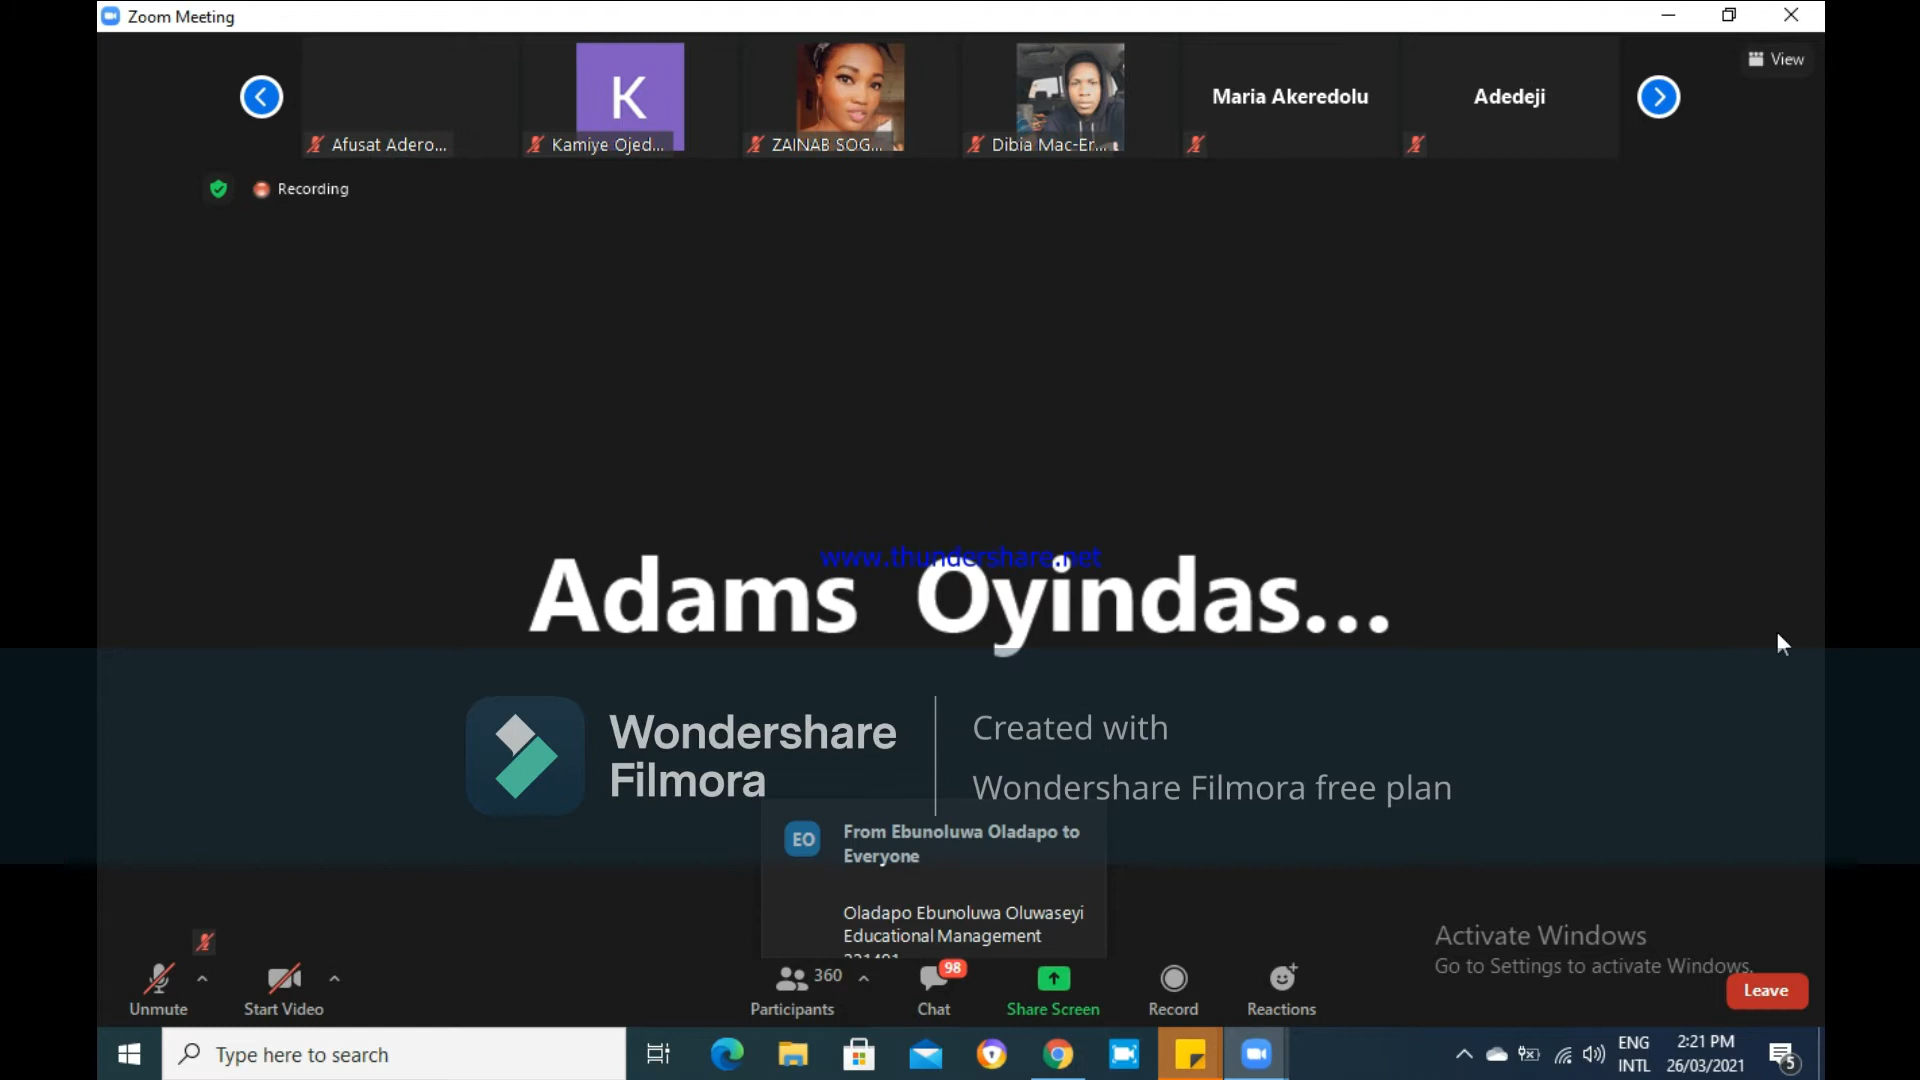 Zoom Meeting
View
K
Maria Akeredolu
Adedeji
Afusat Adero...
Kamiye Ojed...
ZAINAB SOG...
Dibia Mac-Er...
Recording
www.thundershare.net
Adams Oyindas...
Wondershare
Filmora
Created with
Wondershare Filmora free plan
EO
From Ebunoluwa Oladapo to
Everyone
Oladapo Ebunoluwa Oluwaseyi
Educational Management
Activate Windows
Go to Settings to activate Windows.
360
98
Unmute
Start Video
Participants
Chat
Share Screen
Record
Reactions
Leave
Type here to search
ENG
INTL
2:21 PM
26/03/2021
5